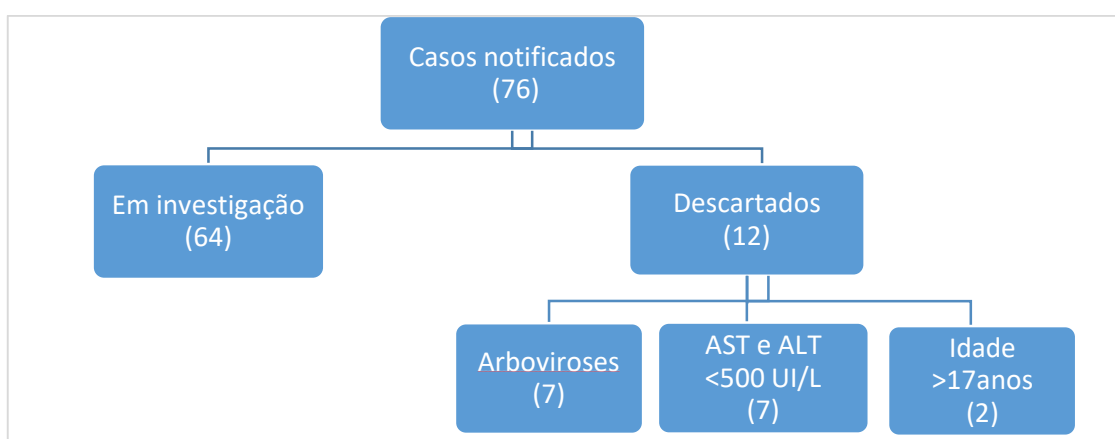 Casos notificados
(76)
Em investigação
(64)
Descartados
(12)
Arboviroses
(7)
AST e ALT
<500 UI/L
(7)
Idade
>17anos
(2)